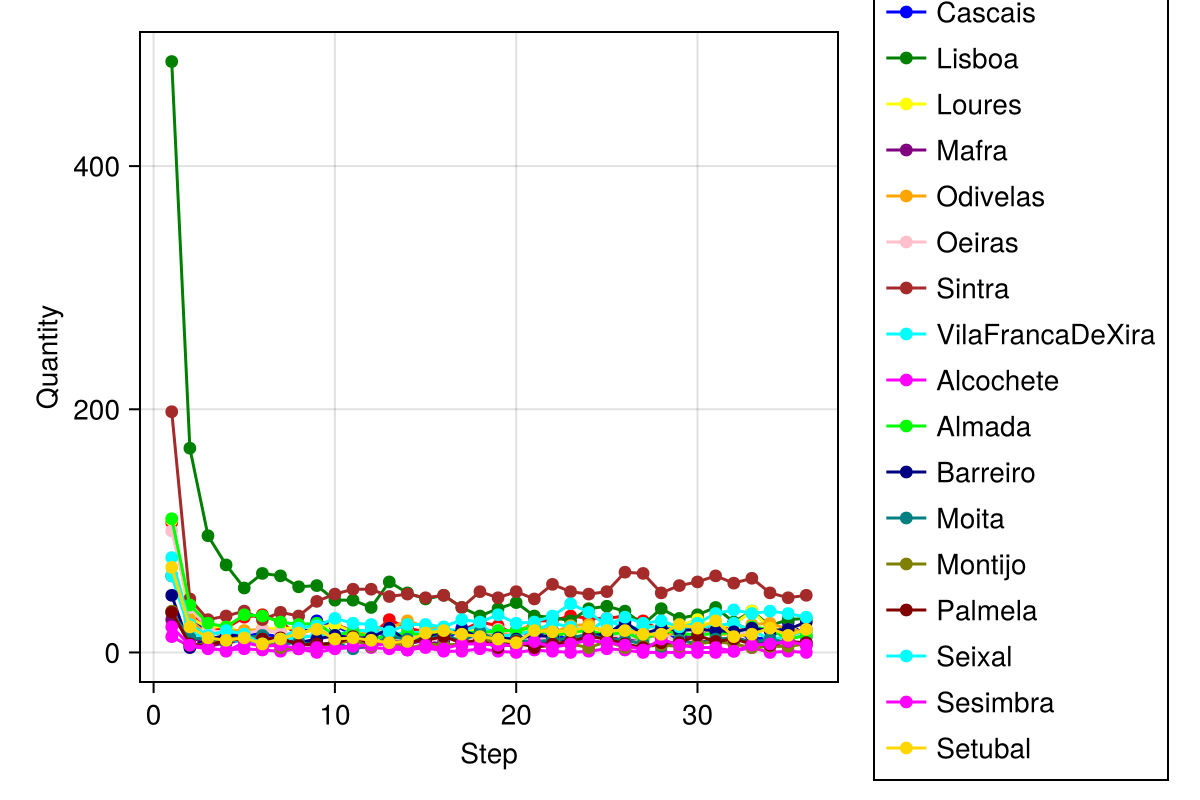 Cascais
Lisboa
Loures
Mafra
Odivelas
Oeiras
Sintra
VilaFrancaDeXira
Alcochete
Almada
Barreiro
Moita
Montijo
Palmela
Seixal
Sesimbra
Setubal
Quantity
400
200
0
0 10 20 30
Step